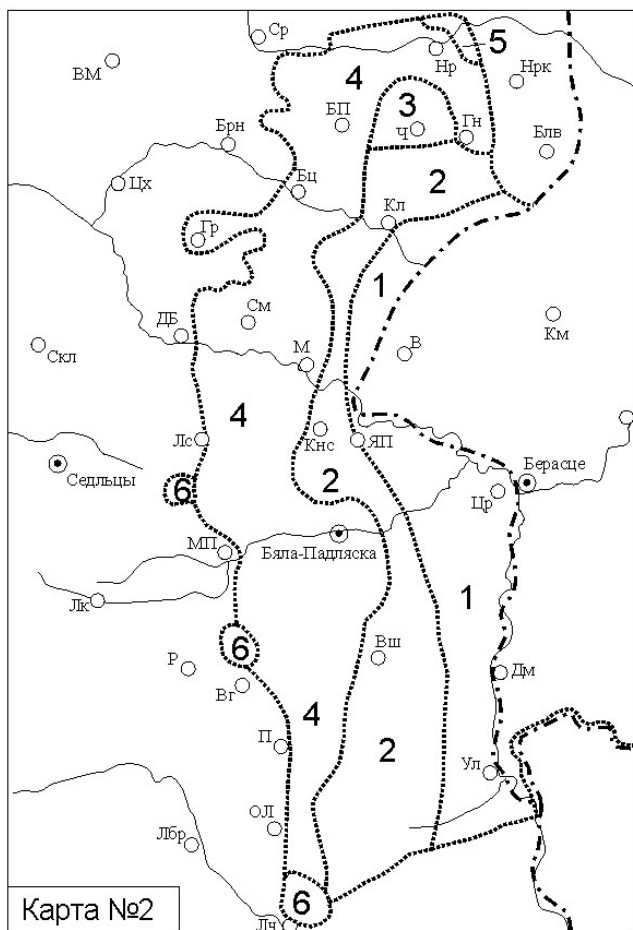 Ср
ВМ
5
Нр
4
Нрк
3
БП
Ч
Гн
Брн
Блв
2
Цх
Бц
Кл
Гр
1
См
Км
ДБ
Скл
В
М
4
Лс
Кнс
ЯП
2
Седльцы
Берасце
6
Цр
МП
Бяла-Падляска
Лк
1
6
Р
Вш
Дм
Вг
4
П
2
Ул
ОЛ
Лбр
6
Карта №2
Лч